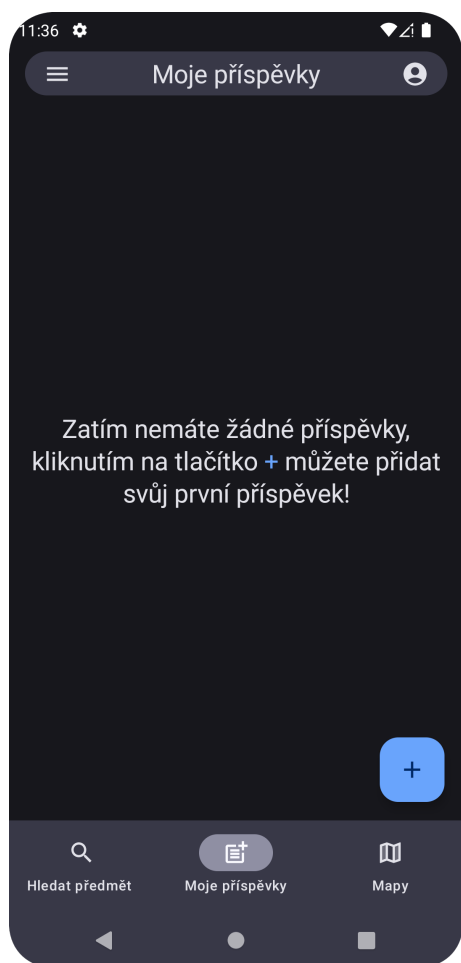 11:36
Moje příspěvky
Zatím nemáte žádné příspěvky,
kliknutím na tlačítko + můžete přidat
svůj první příspěvek!
+
Hledat předmět
Moje příspěvky
Mapy